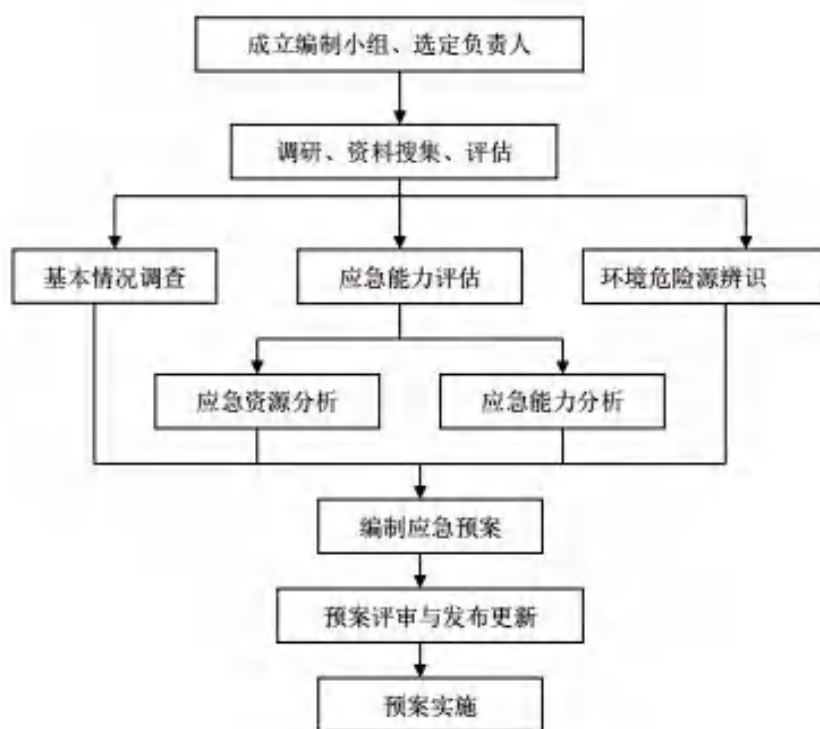 成立编制小组、选定负责人
调研、资料搜集、评估
基本情况调查
应急能力评估
环境危险源辨识
应急资源分析
应急能力分析
编制应急预案
预案评审与发布更新
预案实施